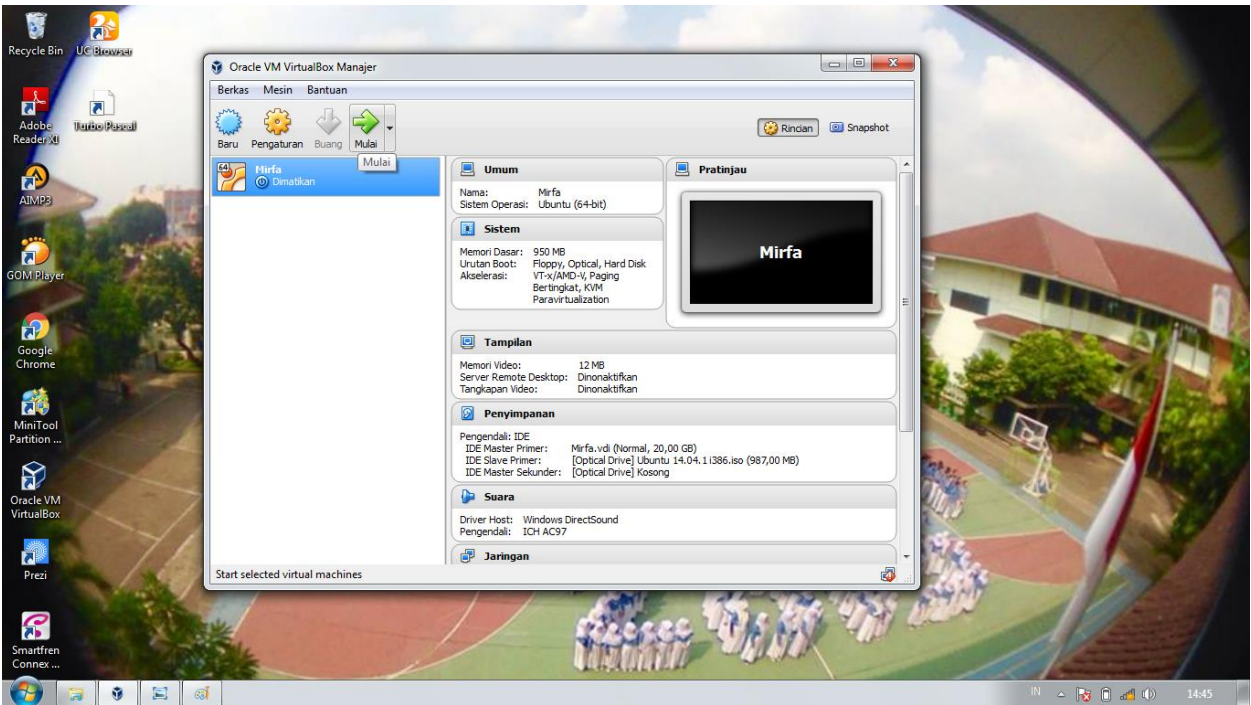 Recycle Bin
UC Browser
Adobe
Reader XI
Turbo Pascal
AIMP3
GOM Player
Google
Chrome
MiniTool
Partition ...
Oracle VM
VirtualBox
Prezi
Smartfren
Connex ...
Oracle VM VirtualBox Manajer
Berkas Mesin Bantuan
Baru Pengaturan Buang Mulai
Rincian Snapshot
Mulai
64 Mirfa
Dimatikan
Umum
Nama: Mirfa
Sistem Operasi: Ubuntu (64-bit)
Sistem
Memori Dasar: 950 MB
Urutan Boot: Floppy, Optical, Hard Disk
Akselerasi: VT-x/AMD-V, Paging
Bertingkat, KVM
Paravirtualization
Pratinjau
Mirfa
Tampilan
Memori Video: 12 MB
Server Remote Desktop: Dinonaktifkan
Tangkapan Video: Dinonaktifkan
Penyimpanan
Pengendali: IDE
IDE Master Primer: Mirfa.vdi (Normal, 20,00 GB)
IDE Slave Primer: [Optical Drive] Ubuntu 14.04.1 i386.iso (987,00 MB)
IDE Master Sekunder: [Optical Drive] Kosong
Suara
Driver Host: Windows DirectSound
Pengendali: ICH AC97
Jaringan
Start selected virtual machines
IN 14:45